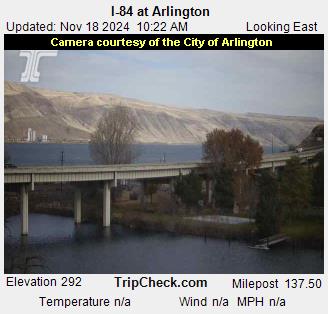 I-84 at Arlington
Updated: Nov 18 2024 10:22 AM Looking East
Camera courtesy of the City of Arlington
Elevation 292 TripCheck.com Milepost 137.50
Temperature n/a Wind n/a MPH n/a